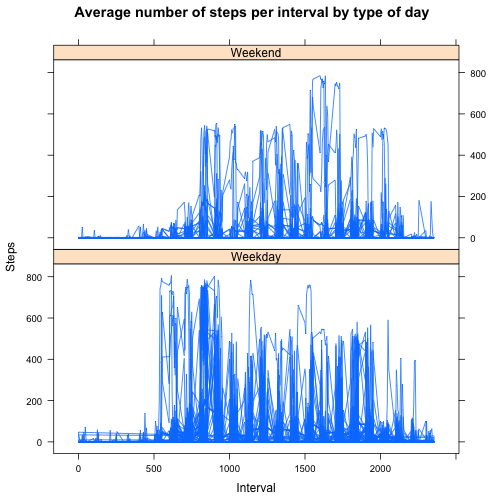 Average number of steps per interval by type of day
Weekend
800
600
400
200
0
Weekday
800
600
400
200
0
Steps
0 500 1000 1500 2000
Interval